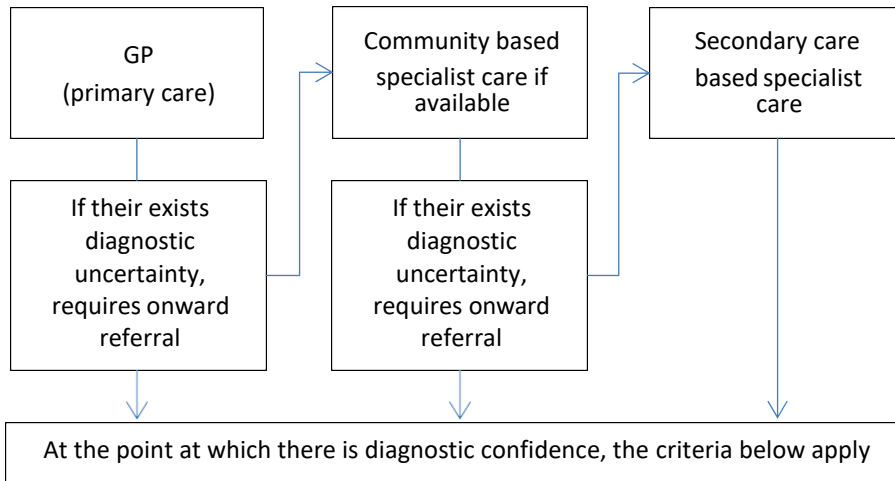 GP
(primary care)
Community based
specialist care if
available
Secondary care
based specialist
care
If their exists
diagnostic
uncertainty,
requires onward
referral
If their exists
diagnostic
uncertainty,
requires onward
referral
At the point at which there is diagnostic confidence, the criteria below apply